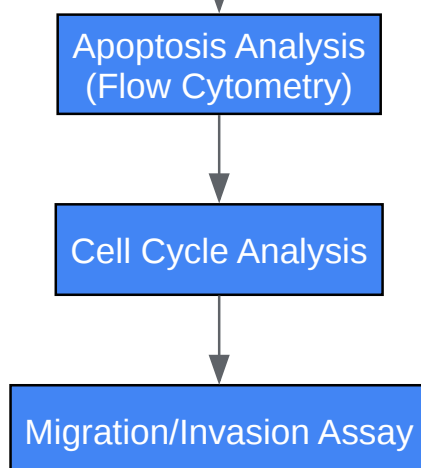 Apoptosis Analysis
(Flow Cytometry)
Cell Cycle Analysis
Migration/Invasion Assay